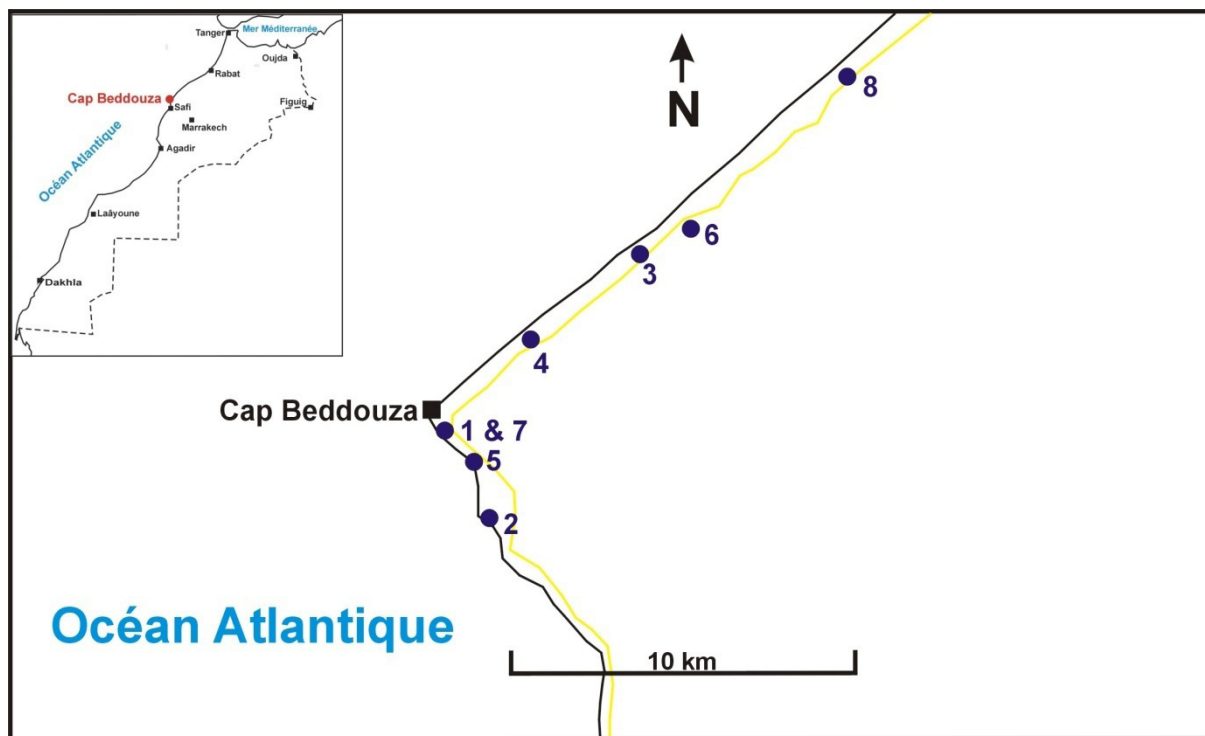 Mer Méditerranée
Tanger
Oujda
Rabat
Cap Beddouza
Safi
Figuig
Marrakech
Agadir
Océan Atlantique
Laâyoune
Dakhla
N
8
6
3
4
Cap Beddouza
1 & 7
5
2
Océan Atlantique
10 km